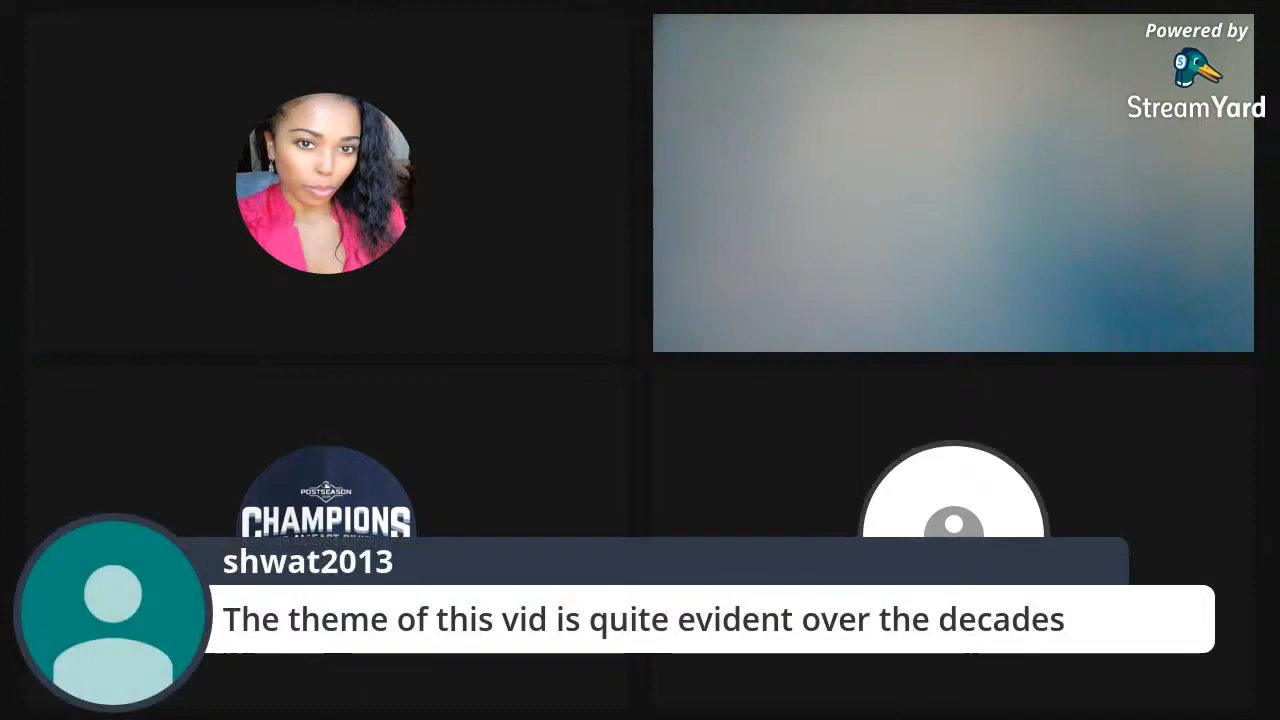 Powered by
StreamYard
POSTSEASON
CHAMPIONS
shwat2013
The theme of this vid is quite evident over the decades